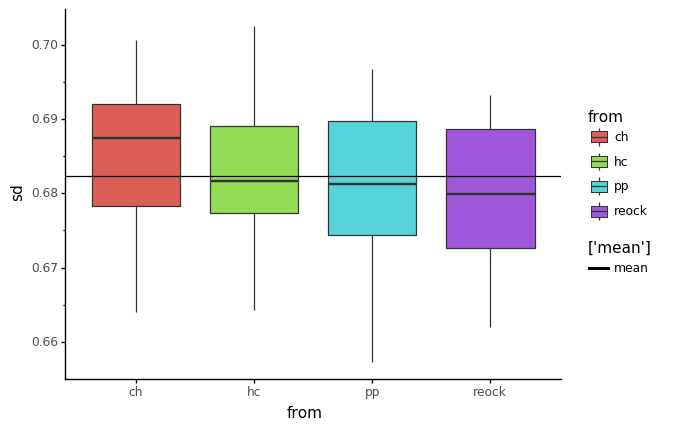 0.70
0.69
0.68
0.67
0.66
sd
ch
hc
pp
reock
from
from
ch
hc
pp
reock
['mean']
mean